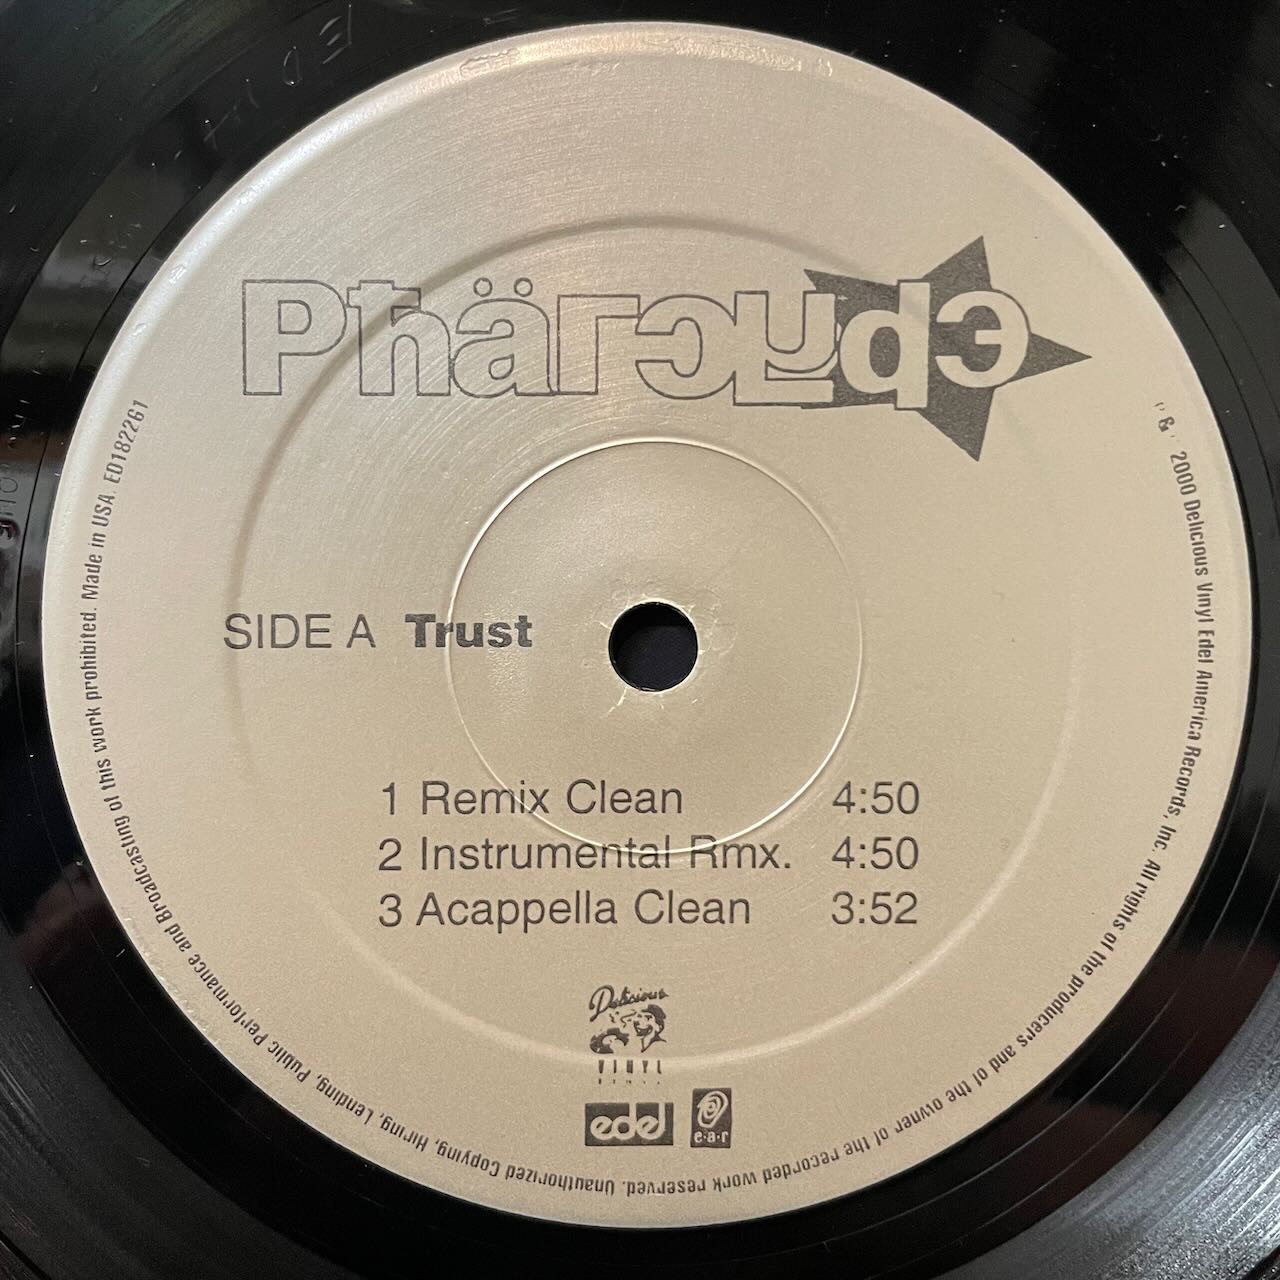 Phärcyde
SIDE A Trust
1 Remix Clean 4:50
2 Instrumental Rmx. 4:50
3 Acappella Clean 3:52
Delicious
VINYL
edel
e·a·r
& 2000 Delicious Vinyl Edel America Records, Inc. All rights of the producers and of the owner of the recorded work reserved. Unauthorized Copying, Hiring, Lending, Public Performance and Broadcasting of this work prohibited. Made in USA. ED182261